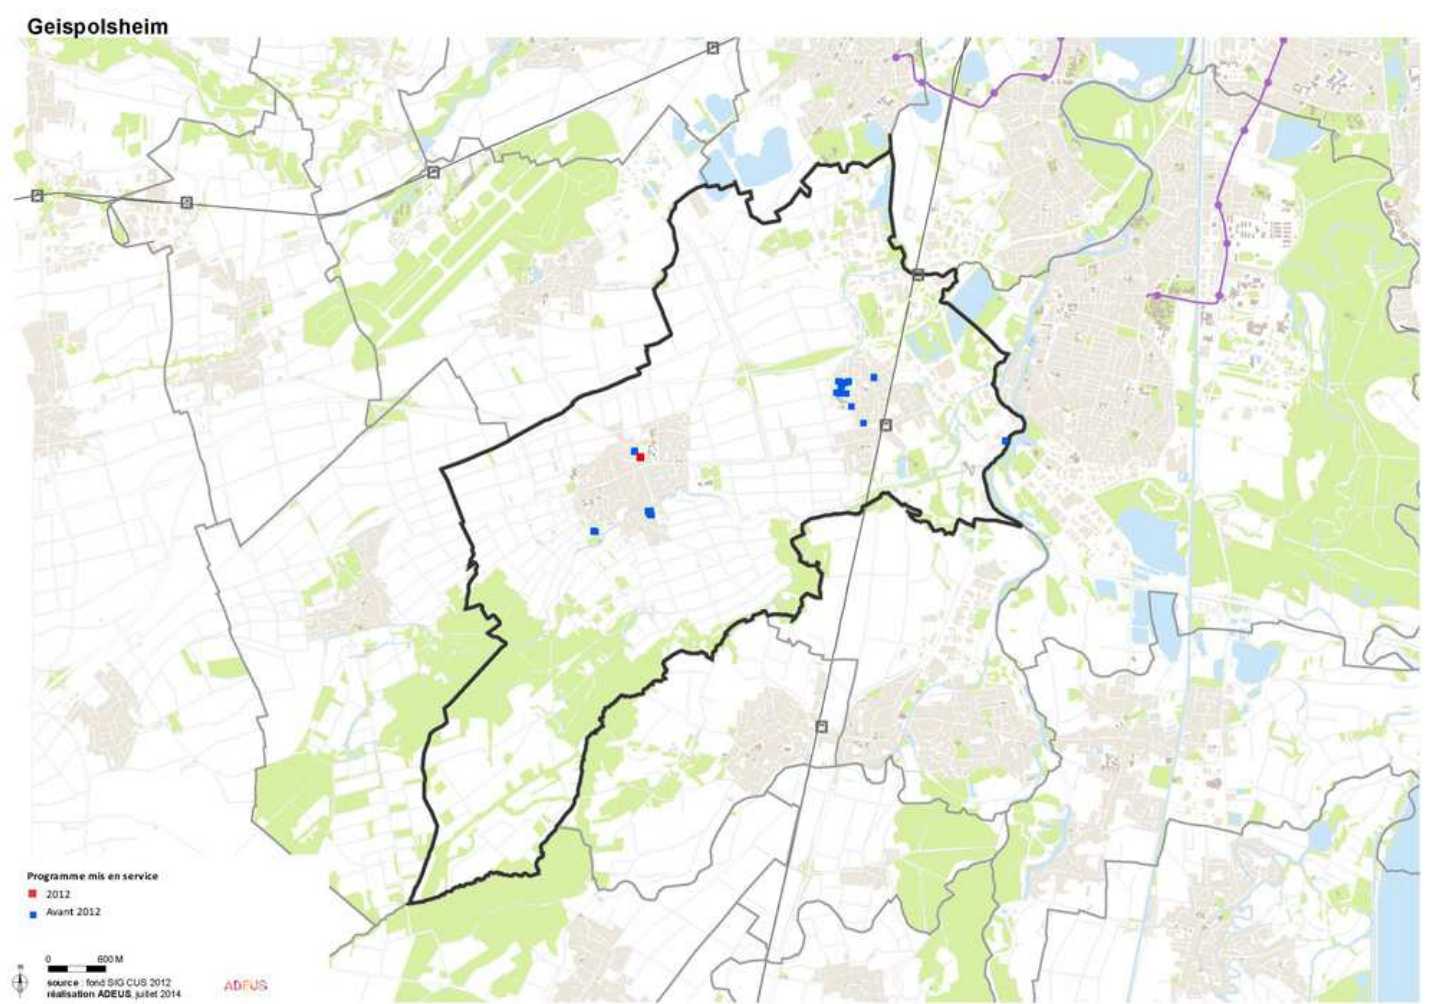 Geispolsheim
Programme mis en service
2012
Avant 2012
0 600 M
N
source : fond SIG CUS 2012
réalisation ADEUS, juillet 2014
ADEUS